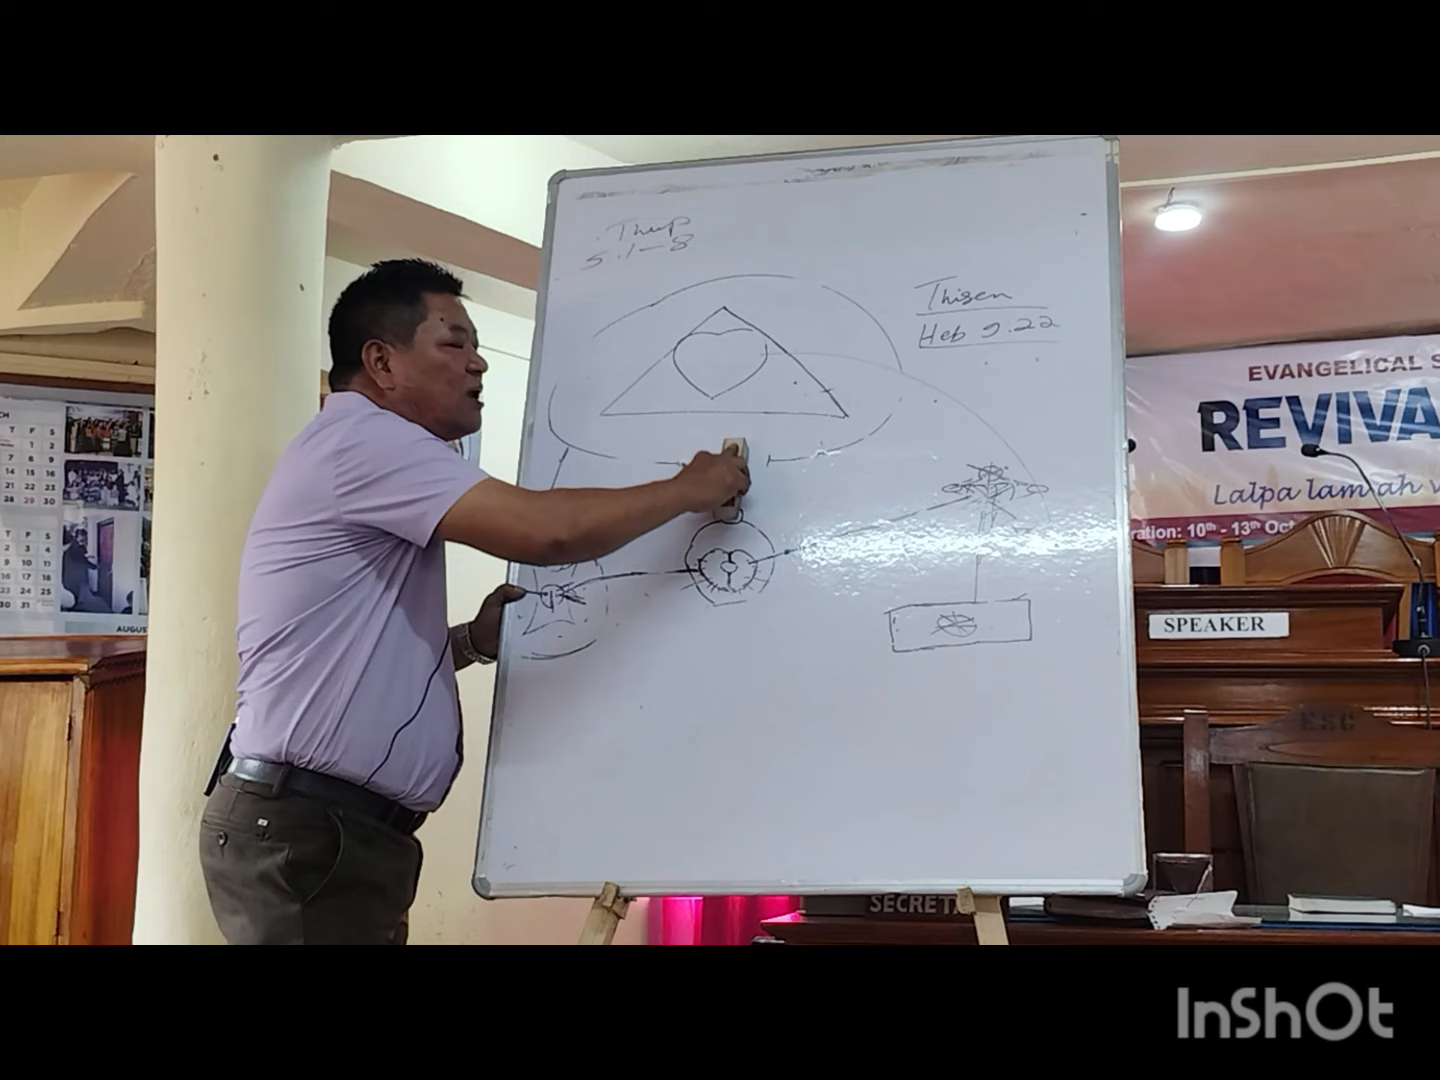 Thup
5.1-8
Thisen
Heb 9:22
EVANGELICAL S
REVIVA
Lalpa lam ah v
ration: 10th - 13th Oct
SPEAKER
ESC
SECRET
AUGUS
InShOt